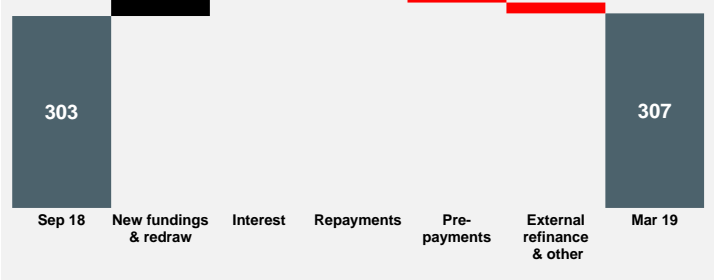 303
307
Sep 18
New fundings
& redraw
Interest
Repayments
Pre-
payments
External
refinance
& other
Mar 19